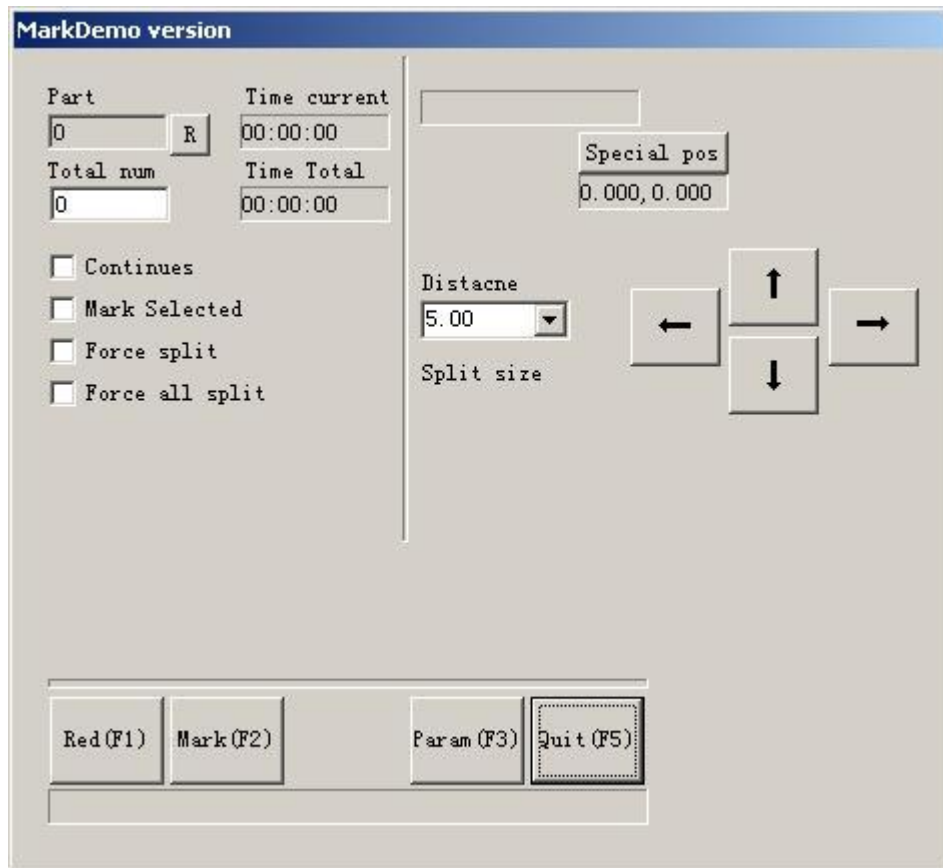 MarkDemo version
Part Time current
0 R 00:00:00
Total num Time Total
0 00:00:00
Continues
Mark Selected
Force split
Force all split
Special pos
0.000,0.000
Distacne
5.00
Split size
Red(F1) Mark(F2) Param(F3) Quit(F5)